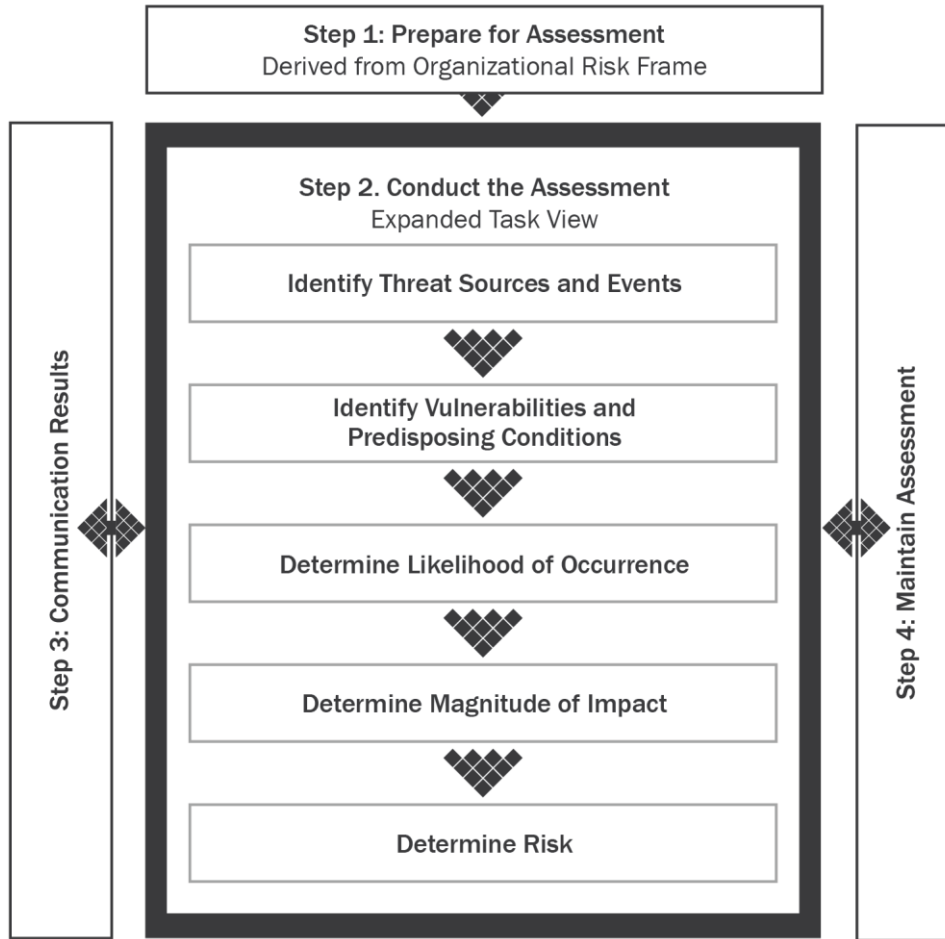 Step 1: Prepare for Assessment
Derived from Organizational Risk Frame
Step 2. Conduct the Assessment
Expanded Task View
Identify Threat Sources and Events
Identify Vulnerabilities and
Predisposing Conditions
Determine Likelihood of Occurrence
Determine Magnitude of Impact
Determine Risk
Step 3: Communication Results
Step 4: Maintain Assessment